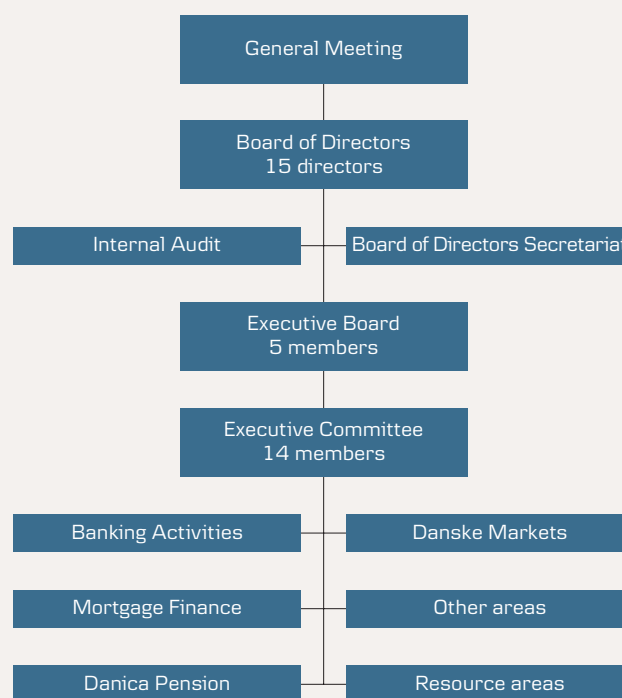 General Meeting
Board of Directors
15 directors
Internal Audit
Board of Directors Secretariat
Executive Board
5 members
Executive Committee
14 members
Banking Activities
Danske Markets
Mortgage Finance
Other areas
Danica Pension
Resource areas